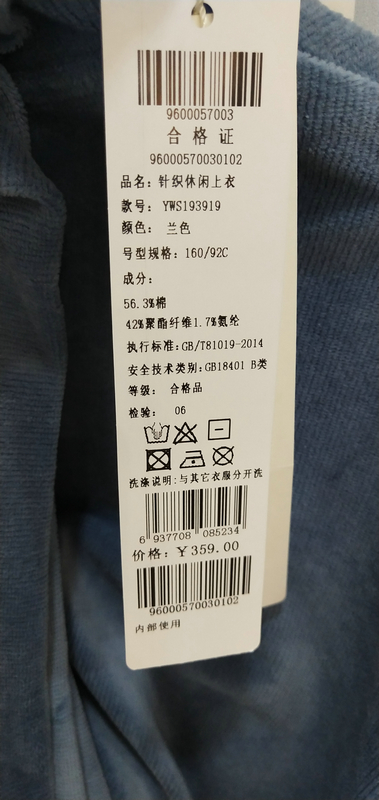 9600057003
合格证
96000570030102
品名: 针织休闲上衣
款号: YWS193919
颜色: 兰色
号型规格: 160/92C
成分:
56.3%棉
42%聚酯纤维1.7%氨纶
执行标准:GB/T81019-2014
安全技术类别:GB18401 B类
等级: 合格品
检验: 06
洗涤说明:与其它衣服分开洗
6 937708 085234
价格: ¥359.00
96000570030102
内部使用